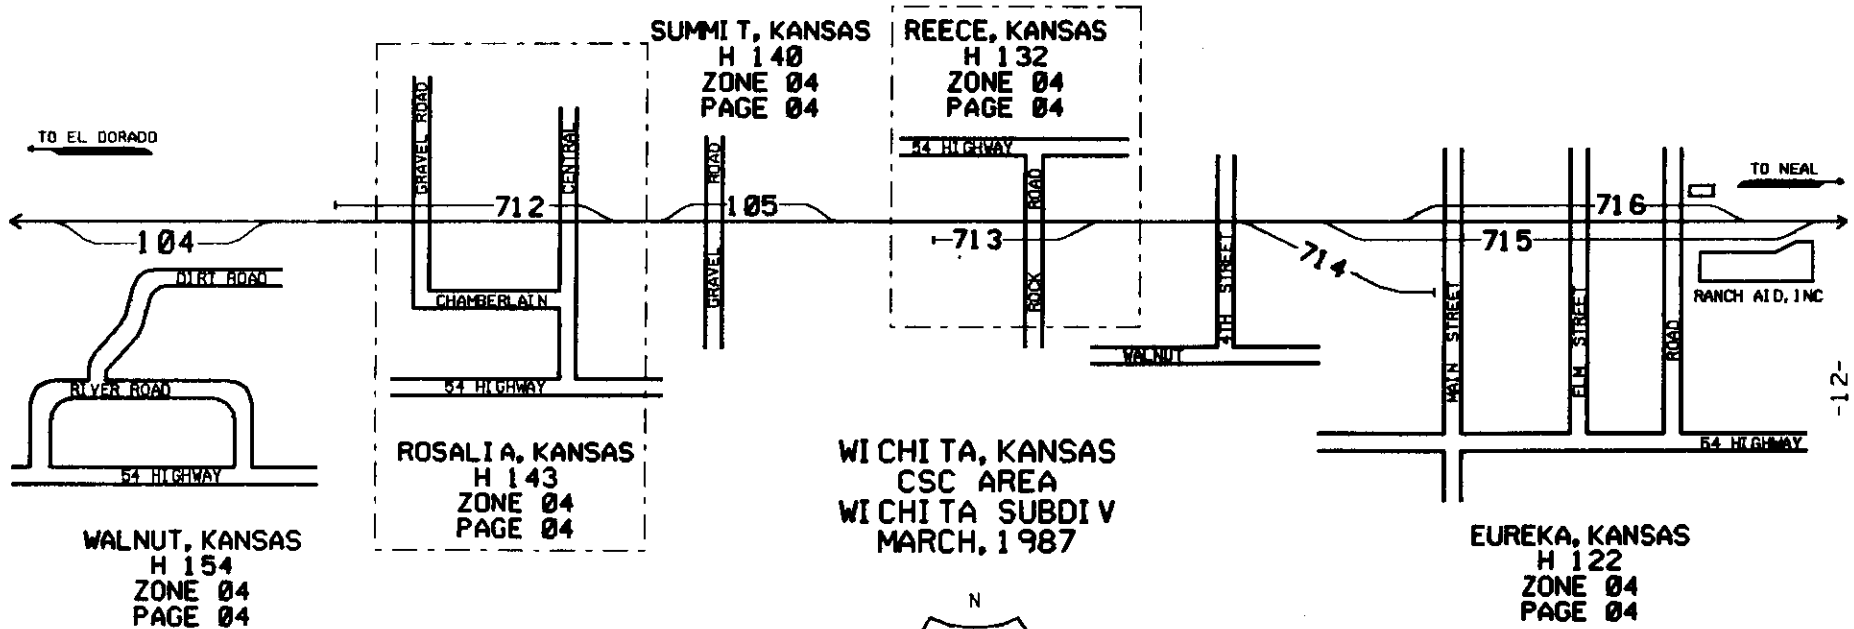 SUMMIT, KANSAS
H 140
ZONE 04
PAGE 04
REECE, KANSAS
H 132
ZONE 04
PAGE 04
TO EL DORADO
TO NEAL
GRAVEL ROAD
CENTRAL
GRAVEL ROAD
54 HIGHWAY
ROCK ROAD
4TH STREET
104
712
105
713
714
715
716
DIRT ROAD
CHAMBERLAIN
RIVER ROAD
54 HIGHWAY
54 HIGHWAY
WALNUT
MAIN STREET
ELM STREET
ROAD
RANCH AID, INC
54 HIGHWAY
-12-
WALNUT, KANSAS
H 154
ZONE 04
PAGE 04
ROSALIA, KANSAS
H 143
ZONE 04
PAGE 04
WICHITA, KANSAS
CSC AREA
WICHITA SUBDIV
MARCH, 1987
EUREKA, KANSAS
H 122
ZONE 04
PAGE 04
N